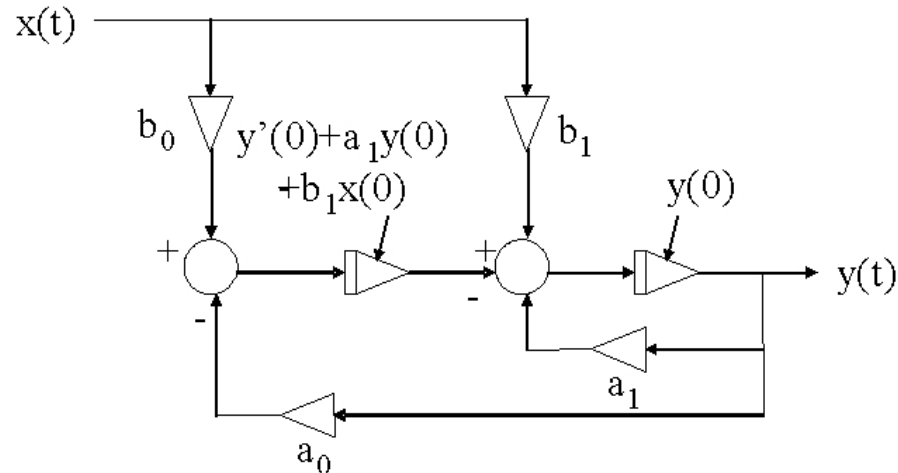 x(t)
b0
y’(0)+a1y(0)
+b1x(0)
b1
y(0)
+
+
-
y(t)
-
a1
a0